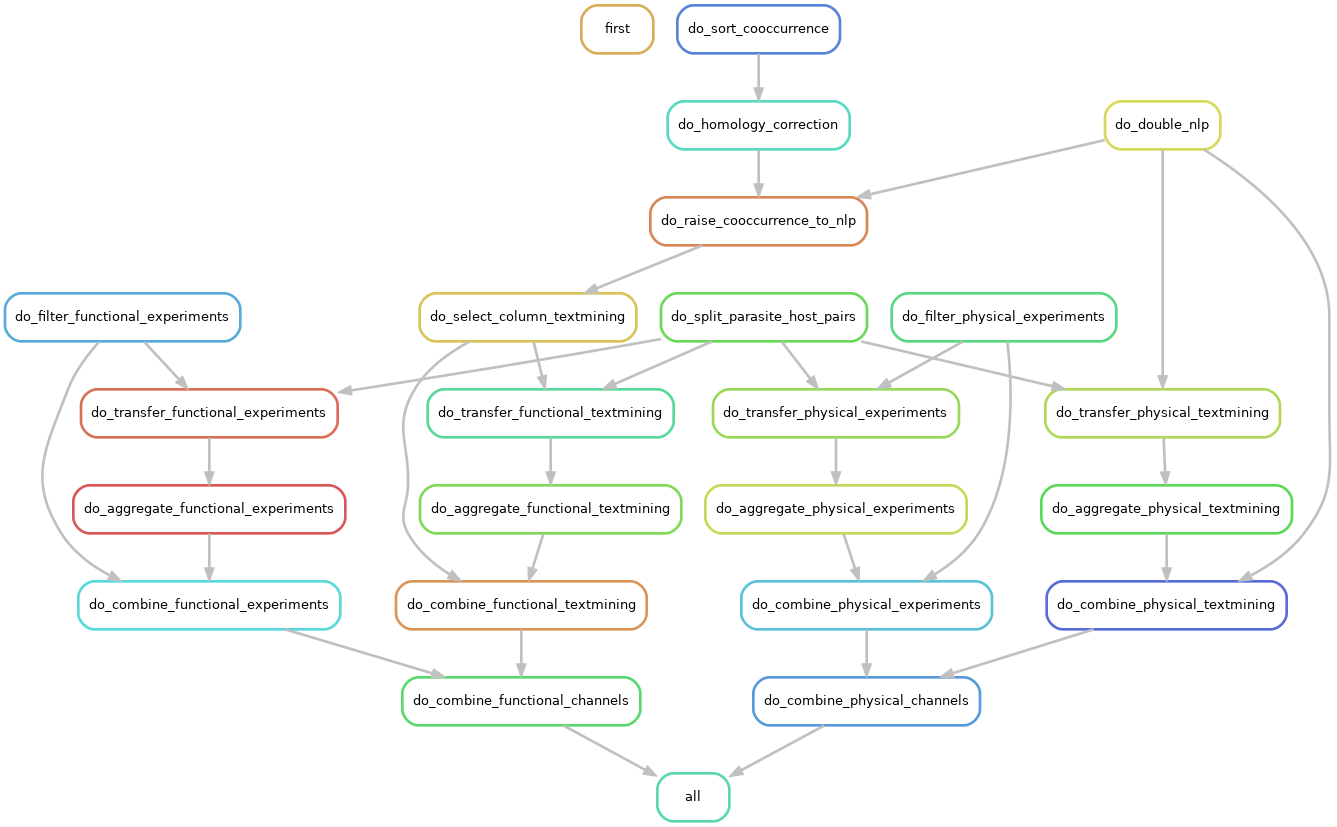 first
do_sort_cooccurrence
do_homology_correction
do_double_nlp
do_raise_cooccurrence_to_nlp
do_filter_functional_experiments
do_select_column_textmining
do_split_parasite_host_pairs
do_filter_physical_experiments
do_transfer_functional_experiments
do_transfer_functional_textmining
do_transfer_physical_experiments
do_transfer_physical_textmining
do_aggregate_functional_experiments
do_aggregate_functional_textmining
do_aggregate_physical_experiments
do_aggregate_physical_textmining
do_combine_functional_experiments
do_combine_functional_textmining
do_combine_physical_experiments
do_combine_physical_textmining
do_combine_functional_channels
do_combine_physical_channels
all